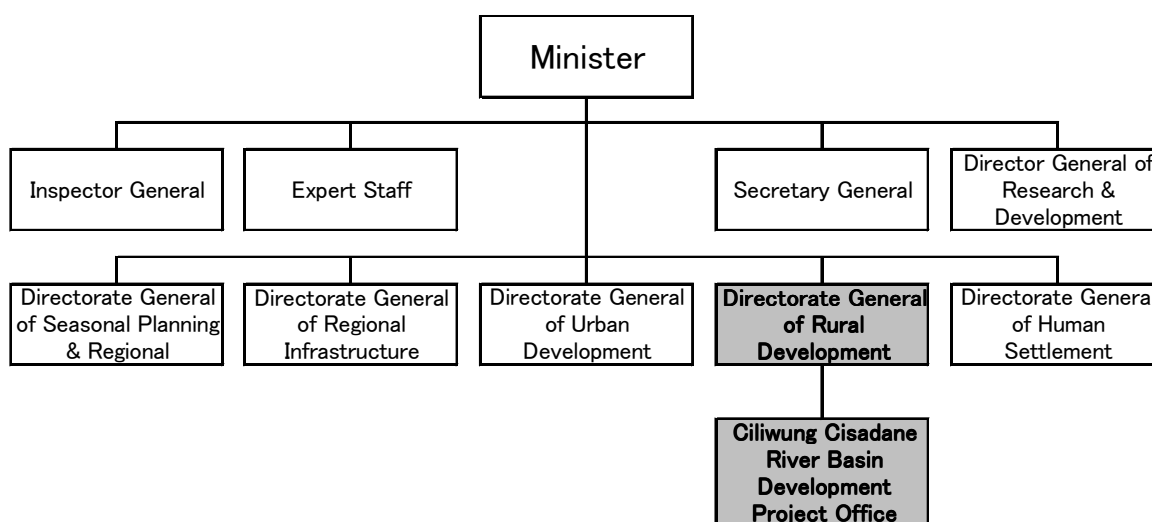 Minister
Inspector General
Expert Staff
Secretary General
Director General of
Research &
Development
Directorate General
of Seasonal Planning
& Regional
Directorate General
of Regional
Infrastructure
Directorate General
of Urban
Development
Directorate General
of Rural
Development
Directorate General
of Human
Settlement
Ciliwung Cisadane
River Basin
Development
Project Office